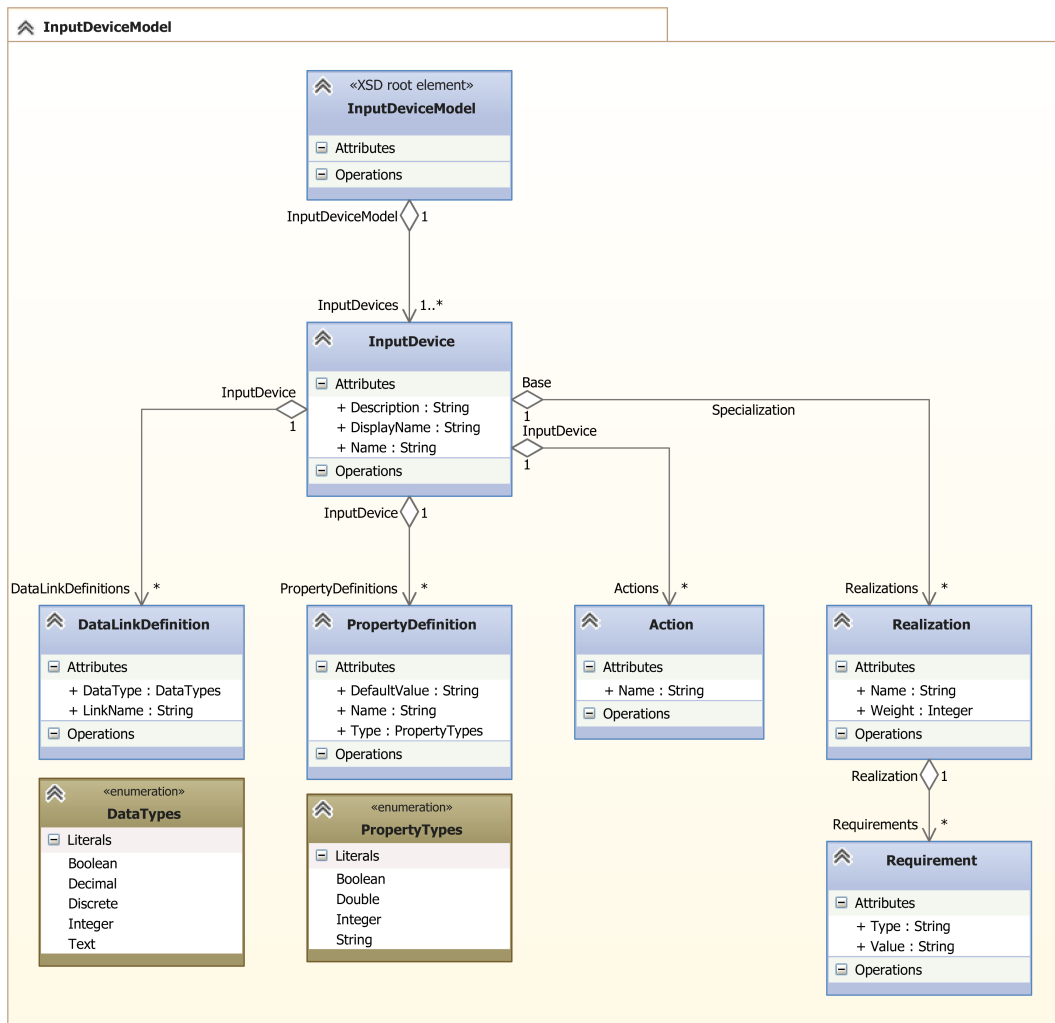 InputDeviceModel
«XSD root element»
InputDeviceModel
Attributes
Operations
InputDeviceModel 1
InputDevices 1..*
InputDevice
Attributes
+ Description : String
+ DisplayName : String
+ Name : String
Operations
InputDevice
1
Base
1
Specialization
InputDevice
1
InputDevice 1
DataLinkDefinitions *
PropertyDefinitions *
Actions *
Realizations *
DataLinkDefinition
Attributes
+ DataType : DataTypes
+ LinkName : String
Operations
PropertyDefinition
Attributes
+ DefaultValue : String
+ Name : String
+ Type : PropertyTypes
Operations
Action
Attributes
+ Name : String
Operations
Realization
Attributes
+ Name : String
+ Weight : Integer
Operations
Realization 1
Requirements *
«enumeration»
DataTypes
Literals
Boolean
Decimal
Discrete
Integer
Text
«enumeration»
PropertyTypes
Literals
Boolean
Double
Integer
String
Requirement
Attributes
+ Type : String
+ Value : String
Operations